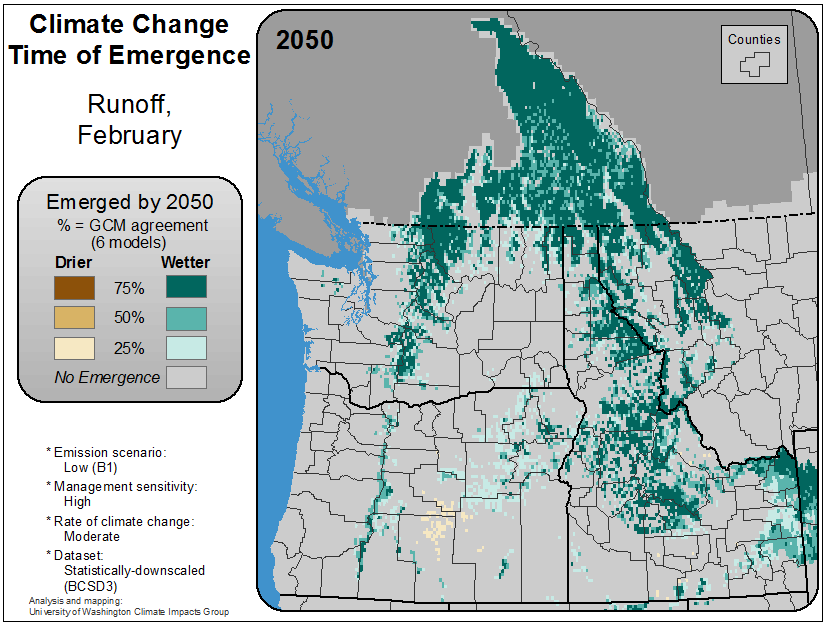 Climate Change
Time of Emergence
Runoff,
February
Emerged by 2050
% = GCM agreement
(6 models)
Drier Wetter
75%
50%
25%
No Emergence
* Emission scenario:
Low (B1)
* Management sensitivity:
High
* Rate of climate change:
Moderate
* Dataset:
Statistically-downscaled
(BCSD3)
Analysis and mapping:
University of Washington Climate Impacts Group
2050
Counties